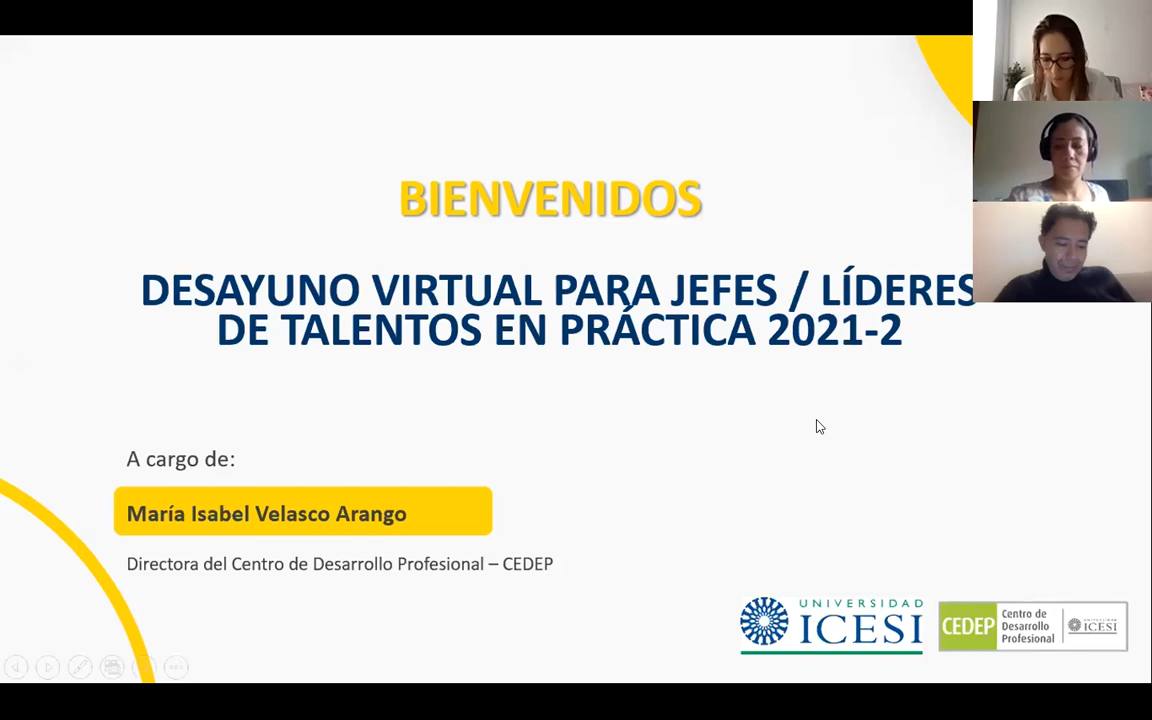 BIENVENIDOS
DESAYUNO VIRTUAL PARA JEFES / LÍDERES
DE TALENTOS EN PRÁCTICA 2021-2
A cargo de:
María Isabel Velasco Arango
Directora del Centro de Desarrollo Profesional – CEDEP
UNIVERSIDAD
ICESI
CEDEP
Centro de
Desarrollo
Profesional
UNIVERSIDAD
ICESI